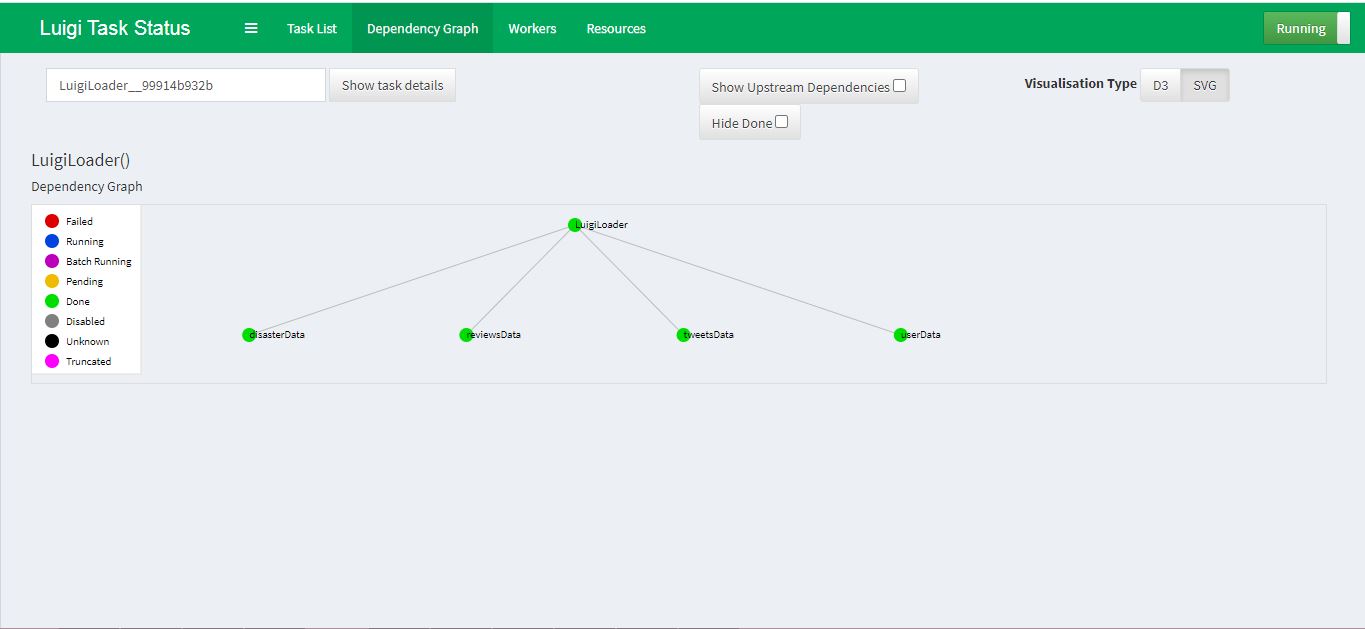 Luigi Task Status Task List Dependency Graph Workers Resources Running
LuigiLoader__99914b932b Show task details Show Upstream Dependencies Visualisation Type D3 SVG
Hide Done
LuigiLoader()
Dependency Graph
Failed
Running
Batch Running
Pending
Done
Disabled
Unknown
Truncated
LuigiLoader
disasterData reviewsData tweetsData userData